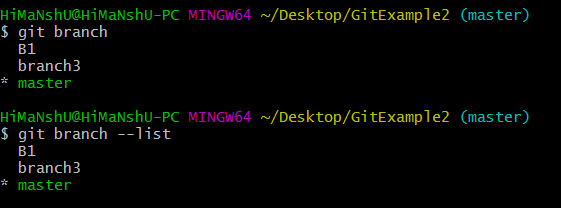 HiMaNshU@HiMaNshU-PC MINGW64 ~/Desktop/GitExample2 (master)
$ git branch
  B1
  branch3
* master

HiMaNshU@HiMaNshU-PC MINGW64 ~/Desktop/GitExample2 (master)
$ git branch --list
  B1
  branch3
* master